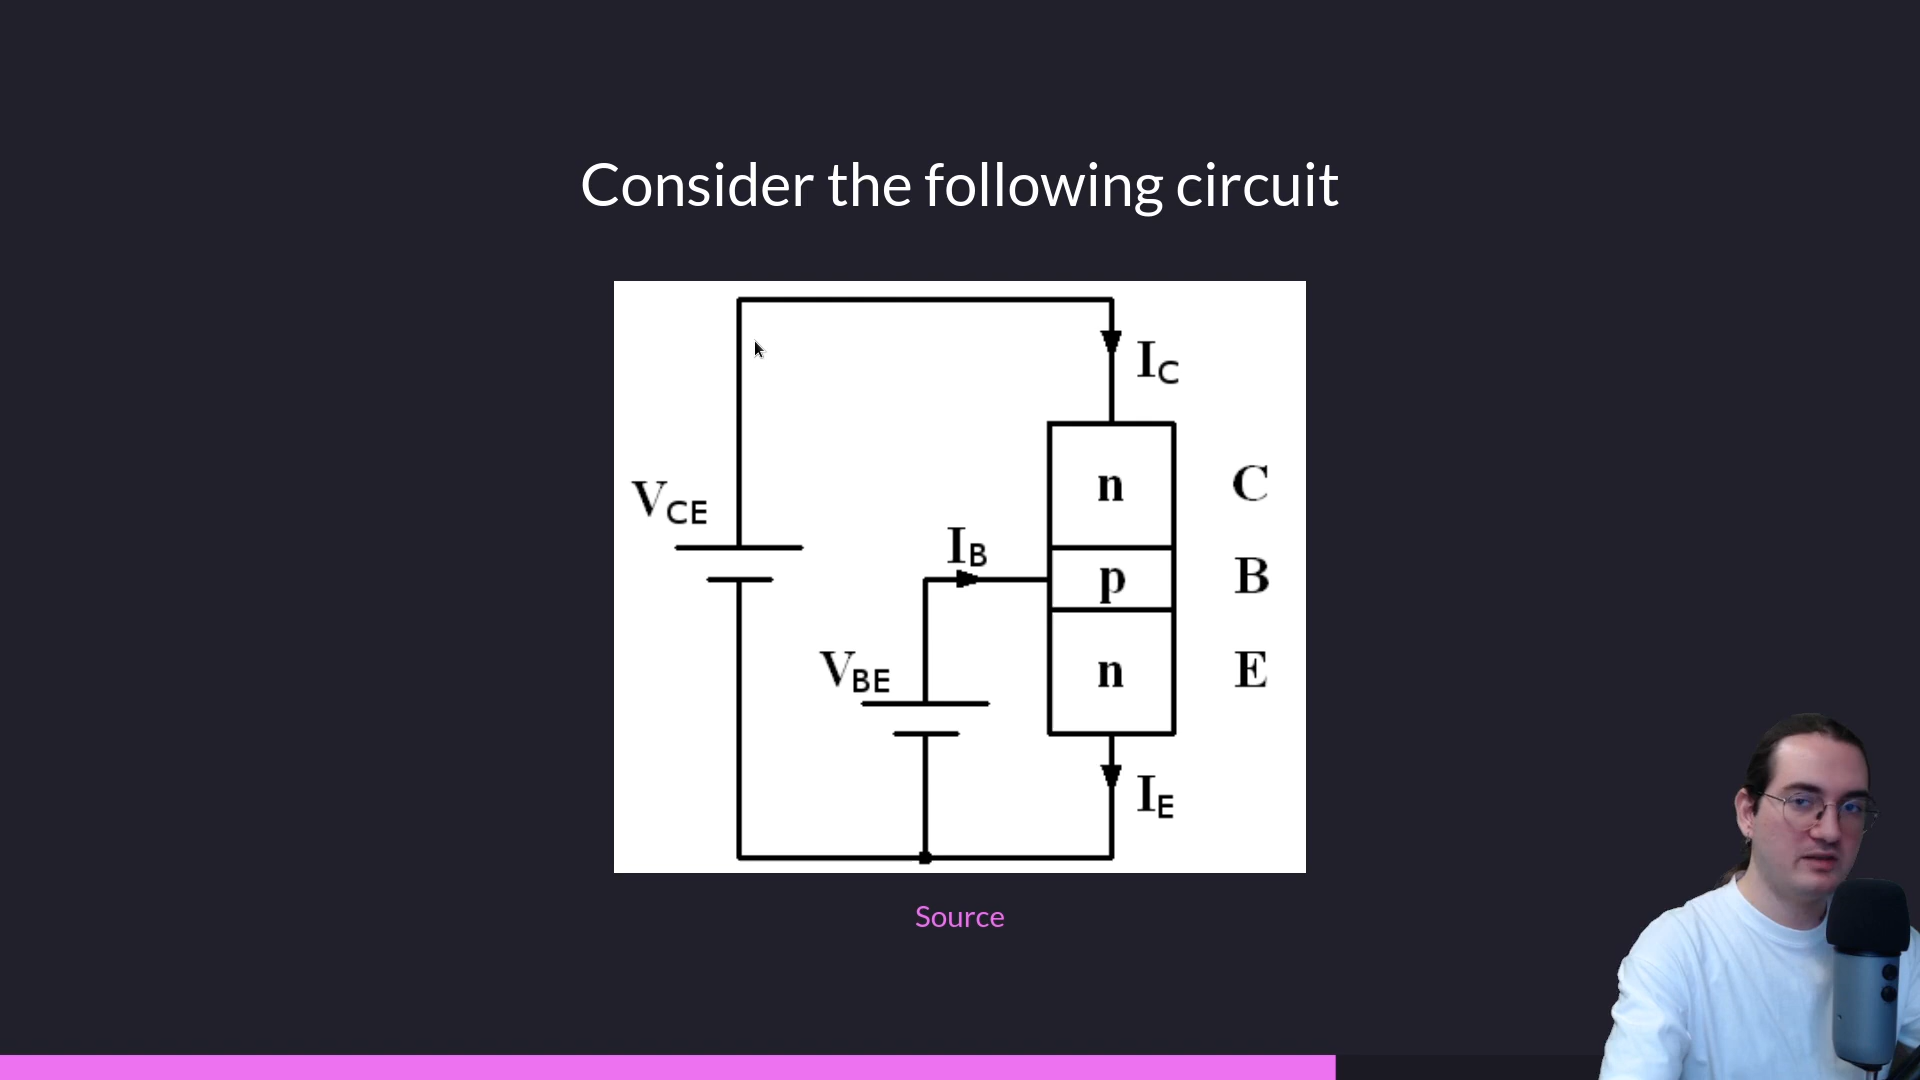 Consider the following circuit
I_C
V_CE
n
C
I_B
p
B
V_BE
n
E
I_E
Source